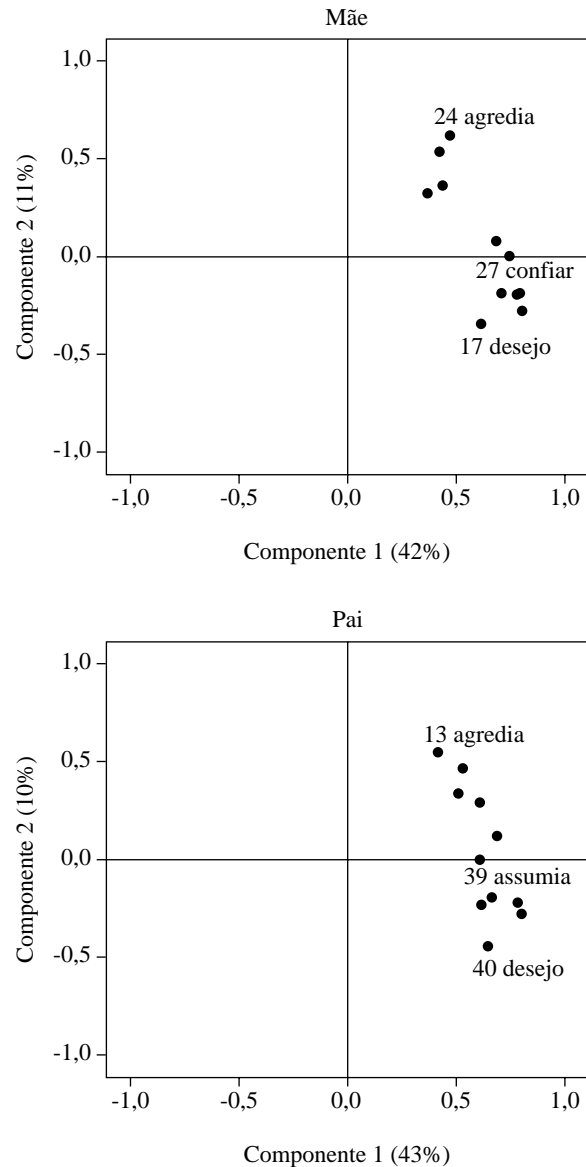 Mãe
1,0
24 agredia
0,5
Componente 2 (11%)
0,0
27 confiar
-0,5
17 desejo
-1,0
-1,0 -0,5 0,0 0,5 1,0
Componente 1 (42%)
Pai
1,0
13 agredia
0,5
Componente 2 (10%)
0,0
39 assumia
-0,5
40 desejo
-1,0
-1,0 -0,5 0,0 0,5 1,0
Componente 1 (43%)